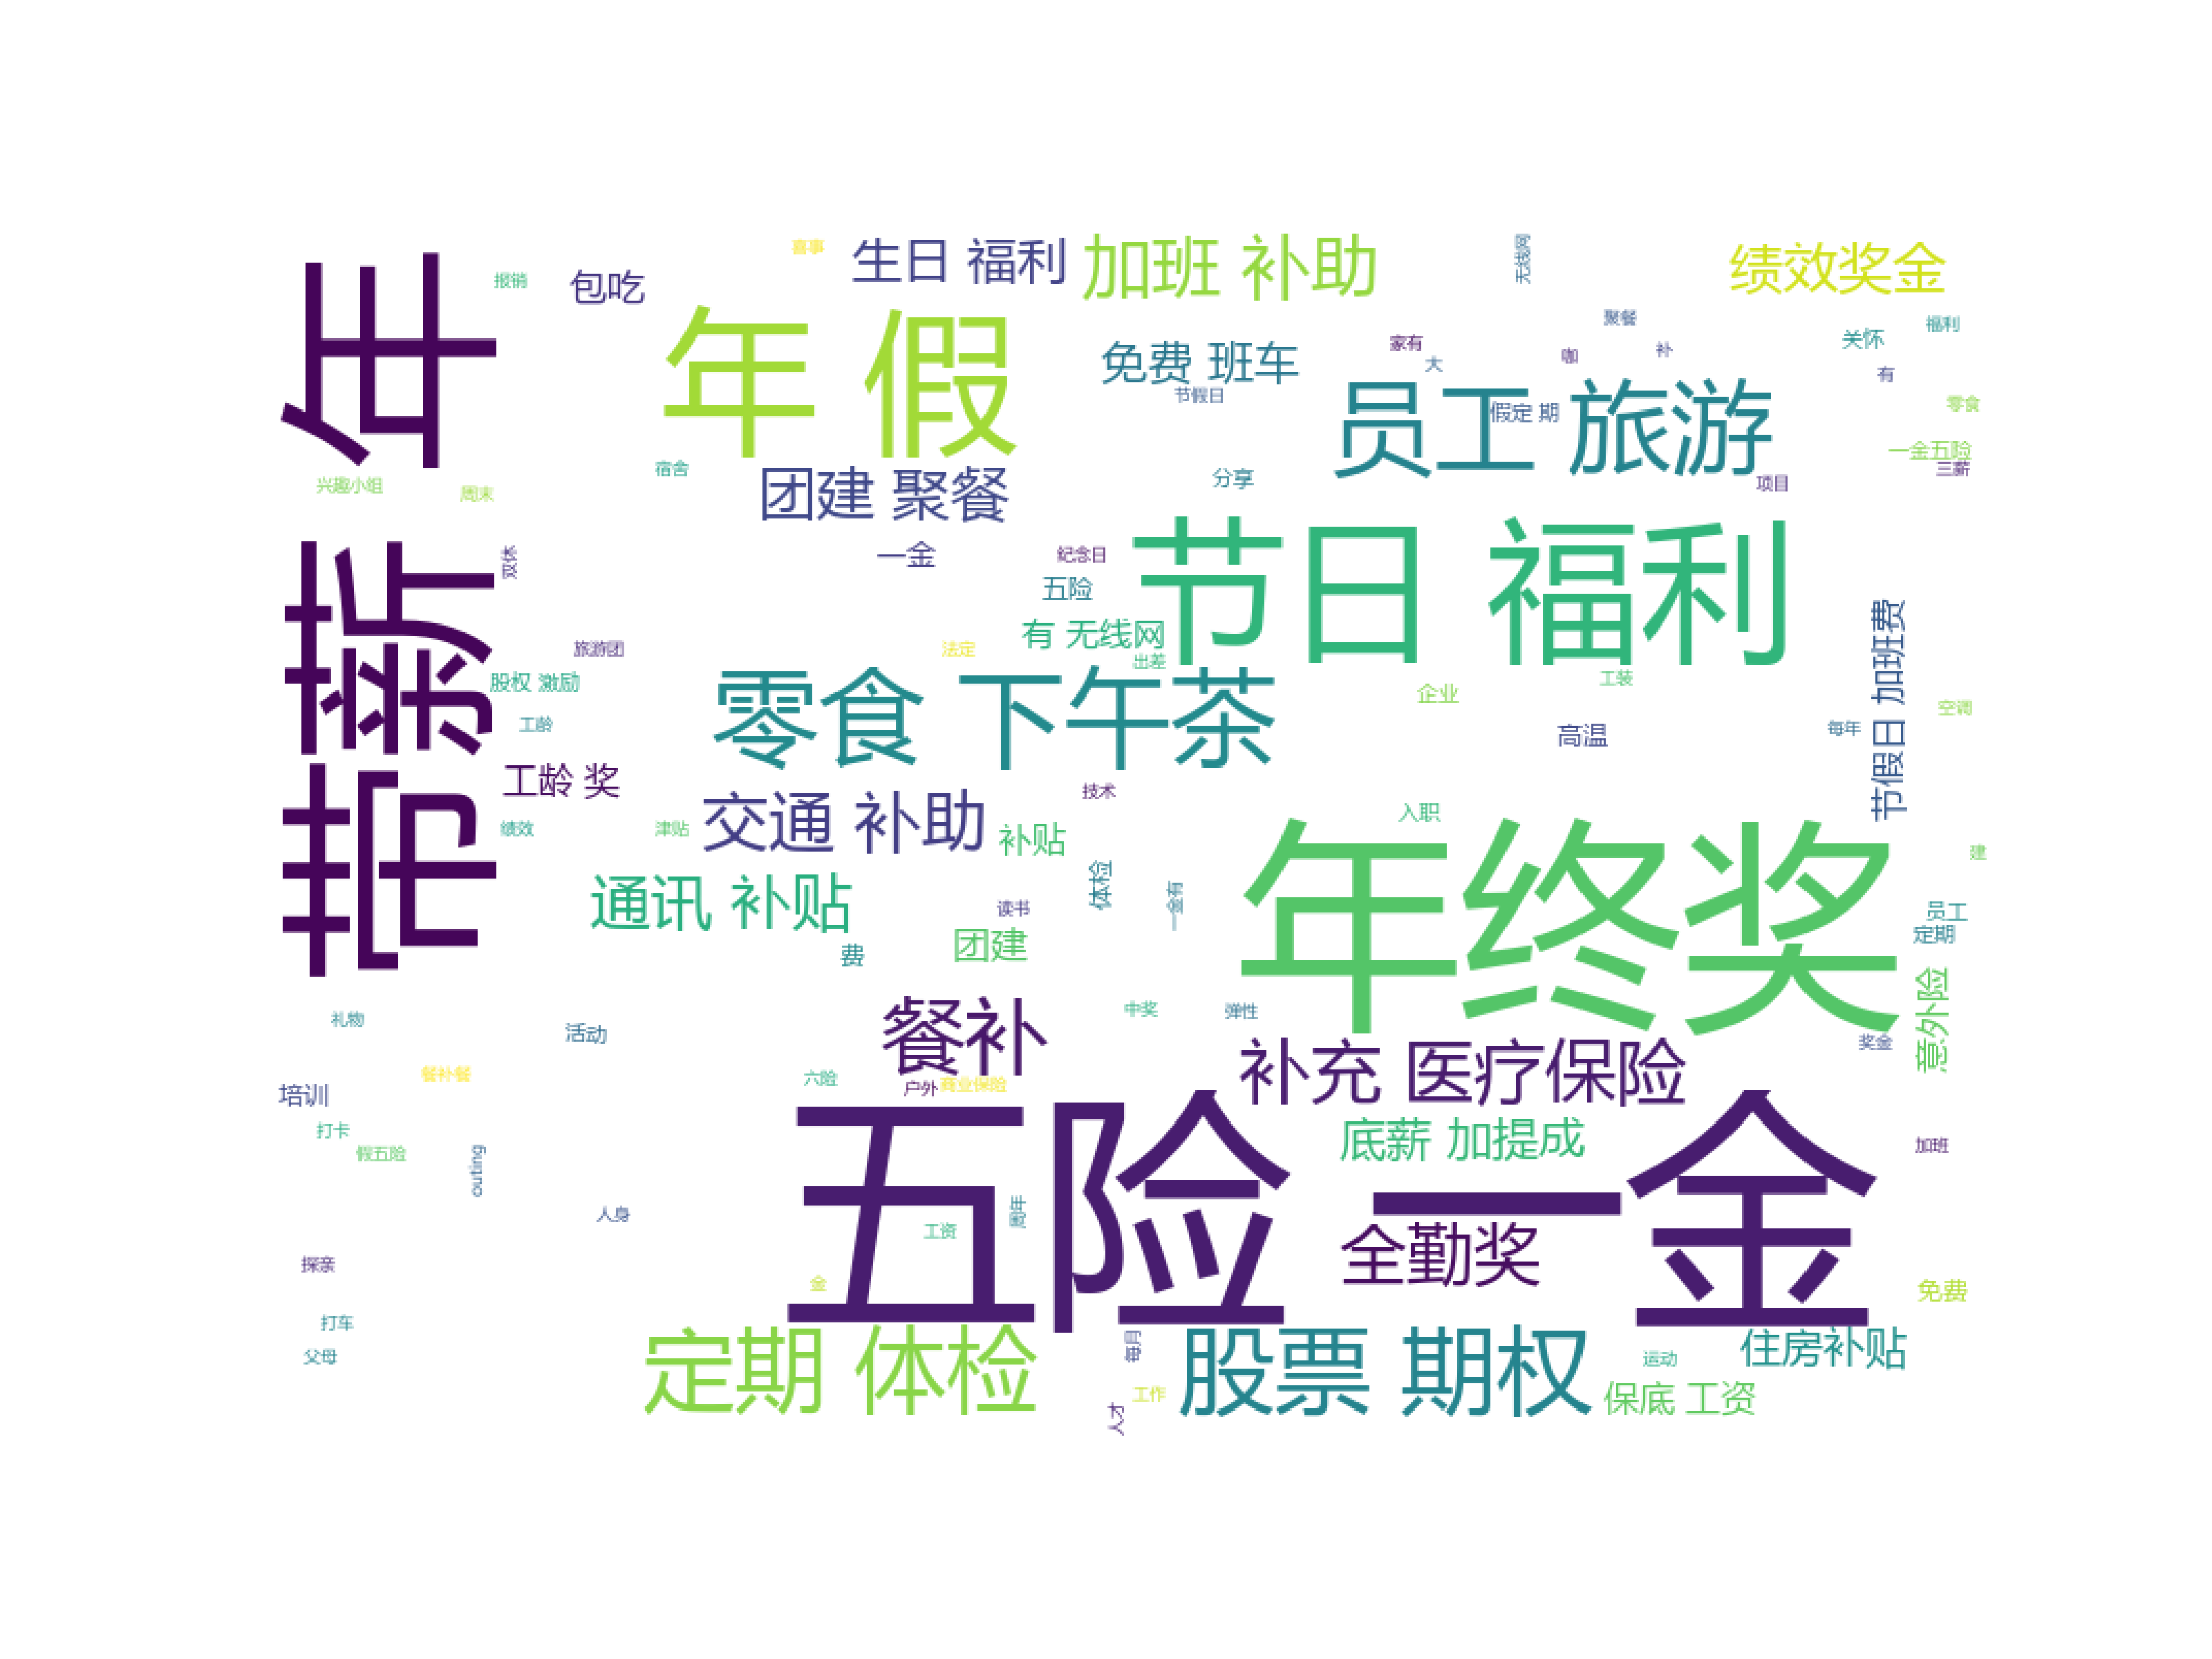 喜事
生日 福利
加班 补助
无线网
绩效奖金
带薪 年
报销
包吃
年 假
免费 班车
节假日
家有
大
聚餐
咖
补
关怀
福利
有
零食
员工 旅游
假定 期
一金五险
三薪
项目
兴趣小组
周末
宿舍
团建 聚餐
分享
双休
一金
纪念日
五险
节日 福利
有 无线网
旅游团
法定
出差
股权 激励
工龄
零食 下午茶
企业
工装
高温
节假日 加班费
每年
空调
工龄 奖
技术
绩效
津贴
交通 补助
补贴
入职
年终奖
建
通讯 补贴
体检
一金有
读书
团建
费
员工
定期
意外险
礼物
活动
餐补
中奖
弹性
奖金
餐补餐
培训
六险
户外
商业保险
补充 医疗保险
打卡
假五险
outing
底薪 加提成
加班
五险 一金
人身
周年
工资
全勤奖
探亲
金
免费
打车
父母
定期 体检
每月
股票 期权
运动
住房补贴
工作
人才
保底 工资